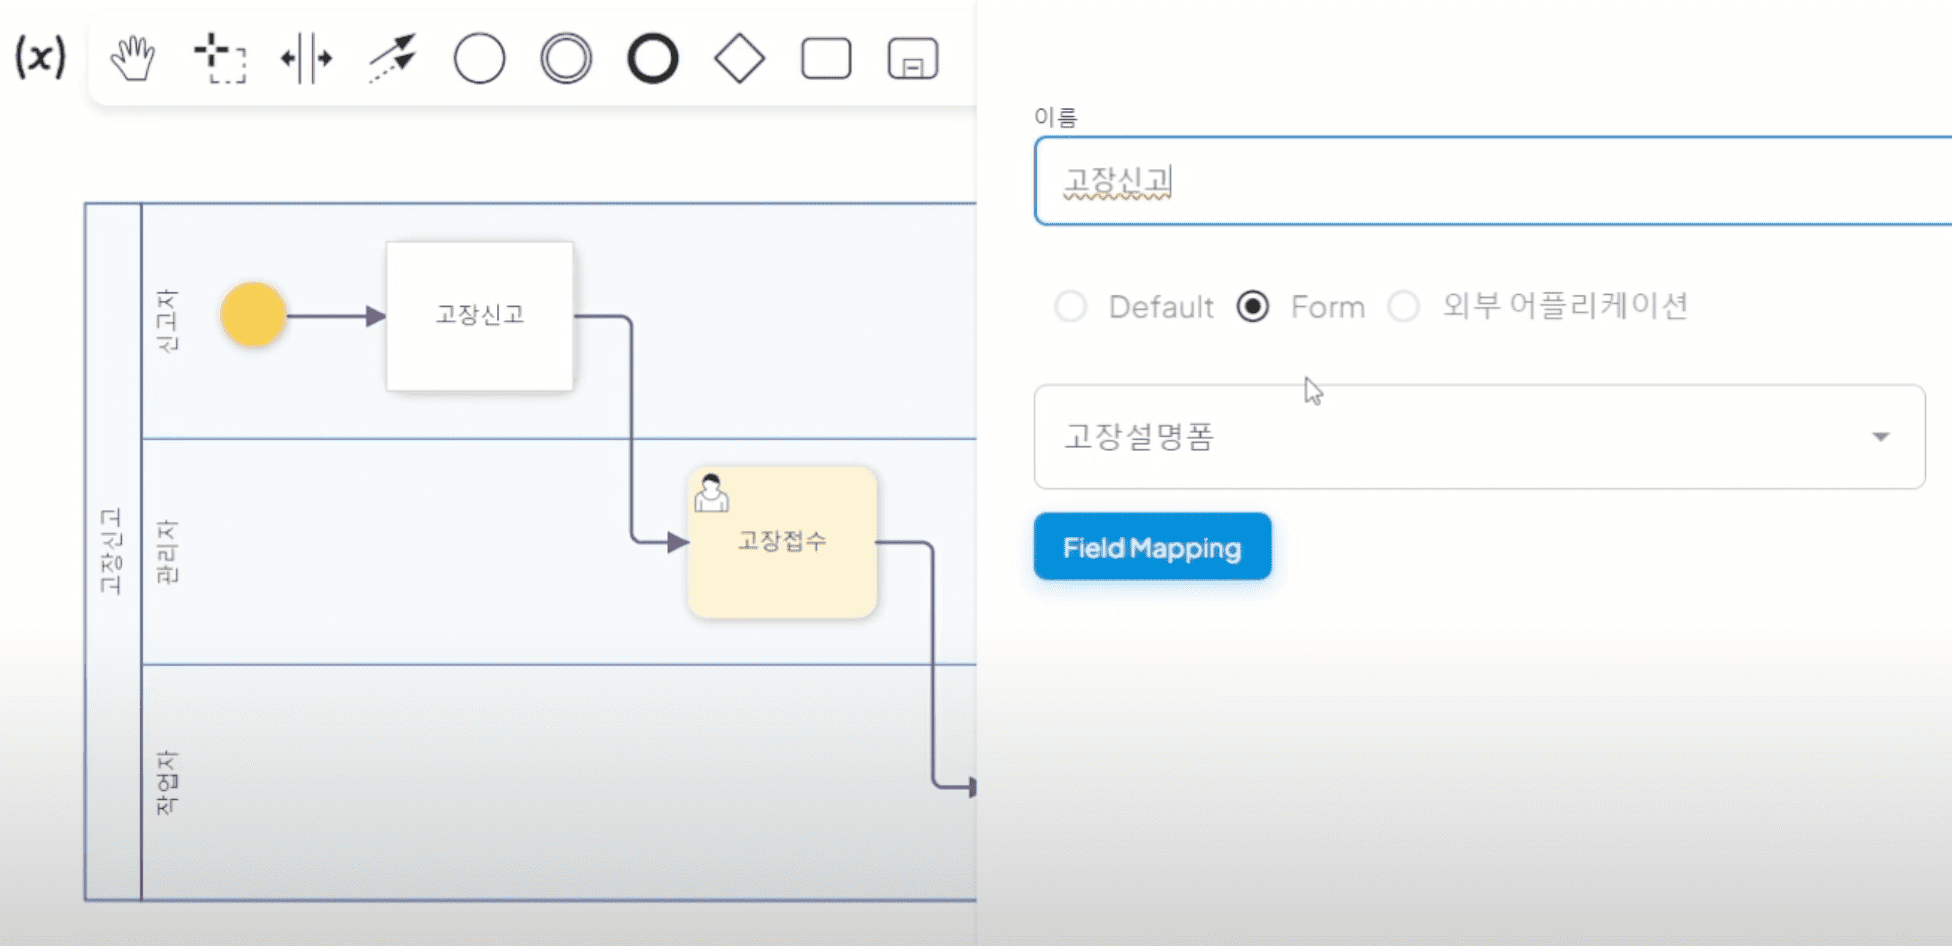 (x)
이름
고장신고
Default Form 외부 어플리케이션
고장설명폼
Field Mapping
고장신고
신고자
고장신고
관리자
고장접수
작업자